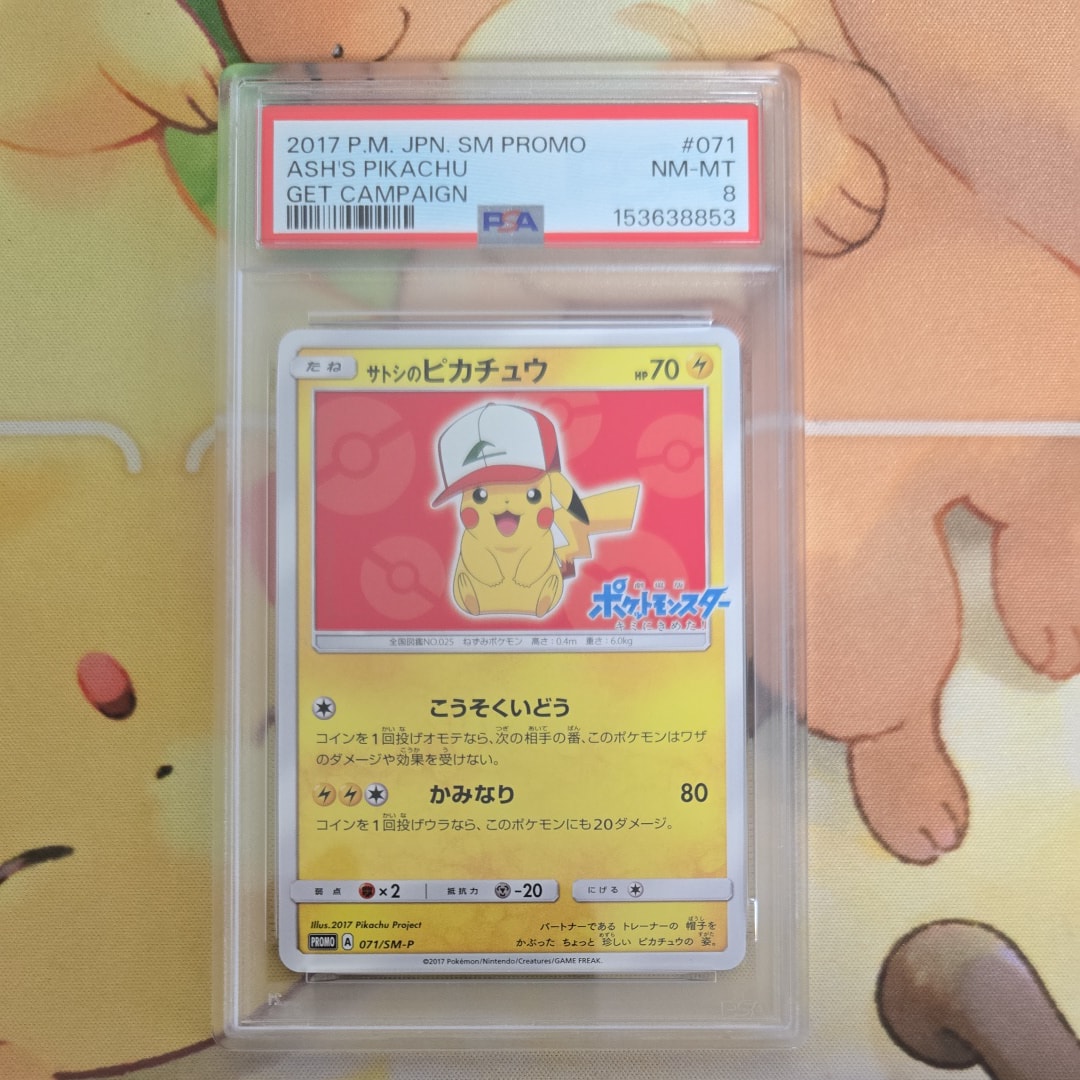 2017 P.M. JPN. SM PROMO #071
ASH'S PIKACHU NM-MT
GET CAMPAIGN 8
PSA 153638853
たね サトシのピカチュウ HP70
劇場版
ポケットモンスター
キミにきめた!
全国図鑑NO.025 ねずみポケモン 高さ:0.4m 重さ:6.0kg
こうそくいどう
コインを1回投げオモテなら、次の相手の番、このポケモンはワザ
のダメージや効果を受けない。
かみなり 80
コインを1回投げウラなら、このポケモンにも20ダメージ。
弱点 ×2 抵抗力 -20 にげる
Illus.2017 Pikachu Project
パートナーである トレーナーの 帽子を
かぶった ちょっと 珍しい ピカチュウの 姿。
PROMO A 071/SM-P
©2017 Pokémon/Nintendo/Creatures/GAME FREAK.